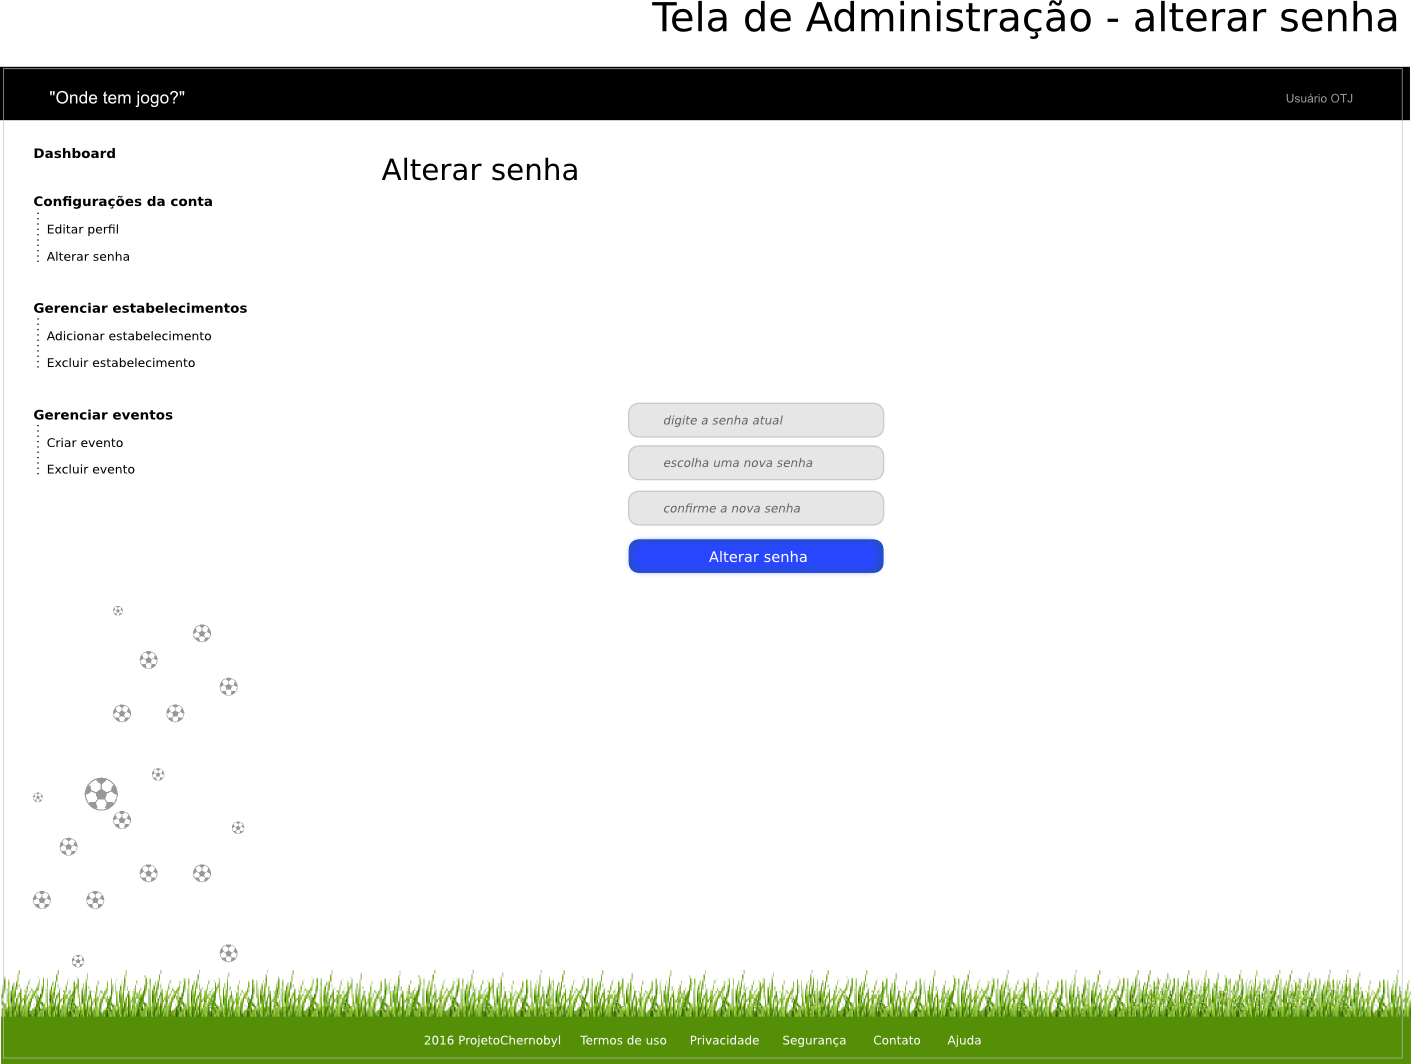 Tela de Administração - alterar senha
"Onde tem jogo?"
Usuário OTJ
Dashboard
Configurações da conta
Editar perfil
Alterar senha
Gerenciar estabelecimentos
Adicionar estabelecimento
Excluir estabelecimento
Gerenciar eventos
Criar evento
Excluir evento
Alterar senha
digite a senha atual
escolha uma nova senha
confirme a nova senha
Alterar senha
2016 ProjetoChernobyl Termos de uso Privacidade Segurança Contato Ajuda